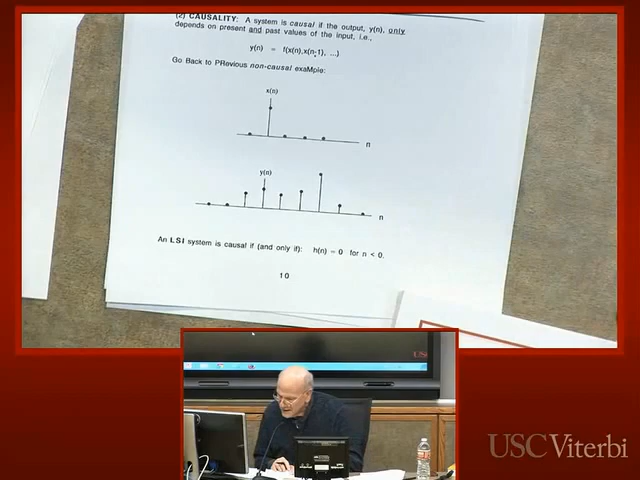 (2) CAUSALITY: A system is causal if the output, y(n), only
depends on present and past values of the input, i.e.,
y(n) = f(x(n),x(n-1), ...)
Go Back to PRevious non-causal exaMple:
x(n)
n
y(n)
n
An LSI system is causal if (and only if): h(n) = 0 for n < 0.
10
USC
USC Viterbi